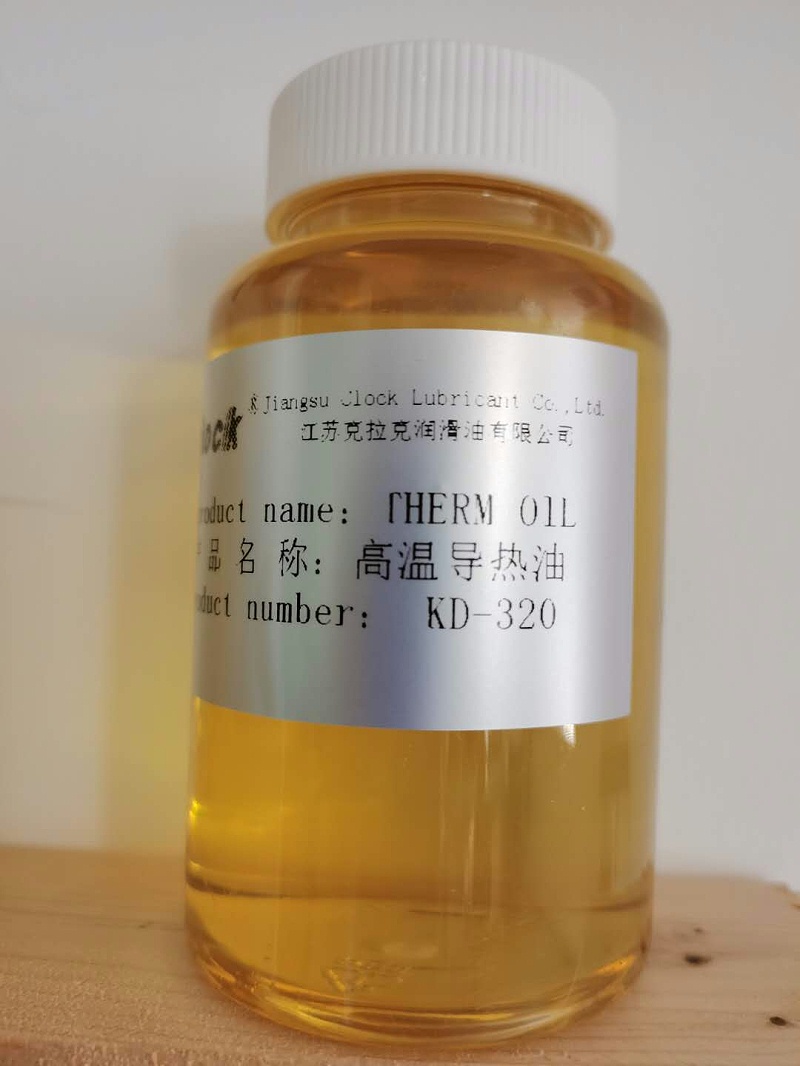 ock
®Jiangsu Clock Lubricant Co.,Ltd.
江苏克拉克润滑油有限公司
roduct name: THERM OIL
品名称: 高温导热油
oduct number: KD-320